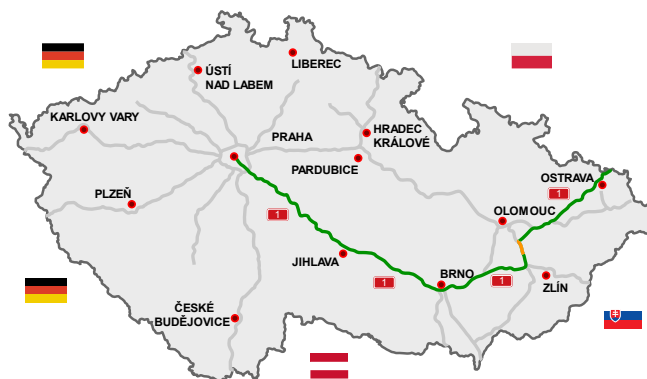 LIBEREC
ÚSTÍ
NAD LABEM
KARLOVY VARY
HRADEC
KRÁLOVÉ
PRAHA
PARDUBICE
OSTRAVA
1
PLZEŇ
1
OLOMOUC
JIHLAVA
1
BRNO
1
ZLÍN
ČESKÉ
BUDĚJOVICE